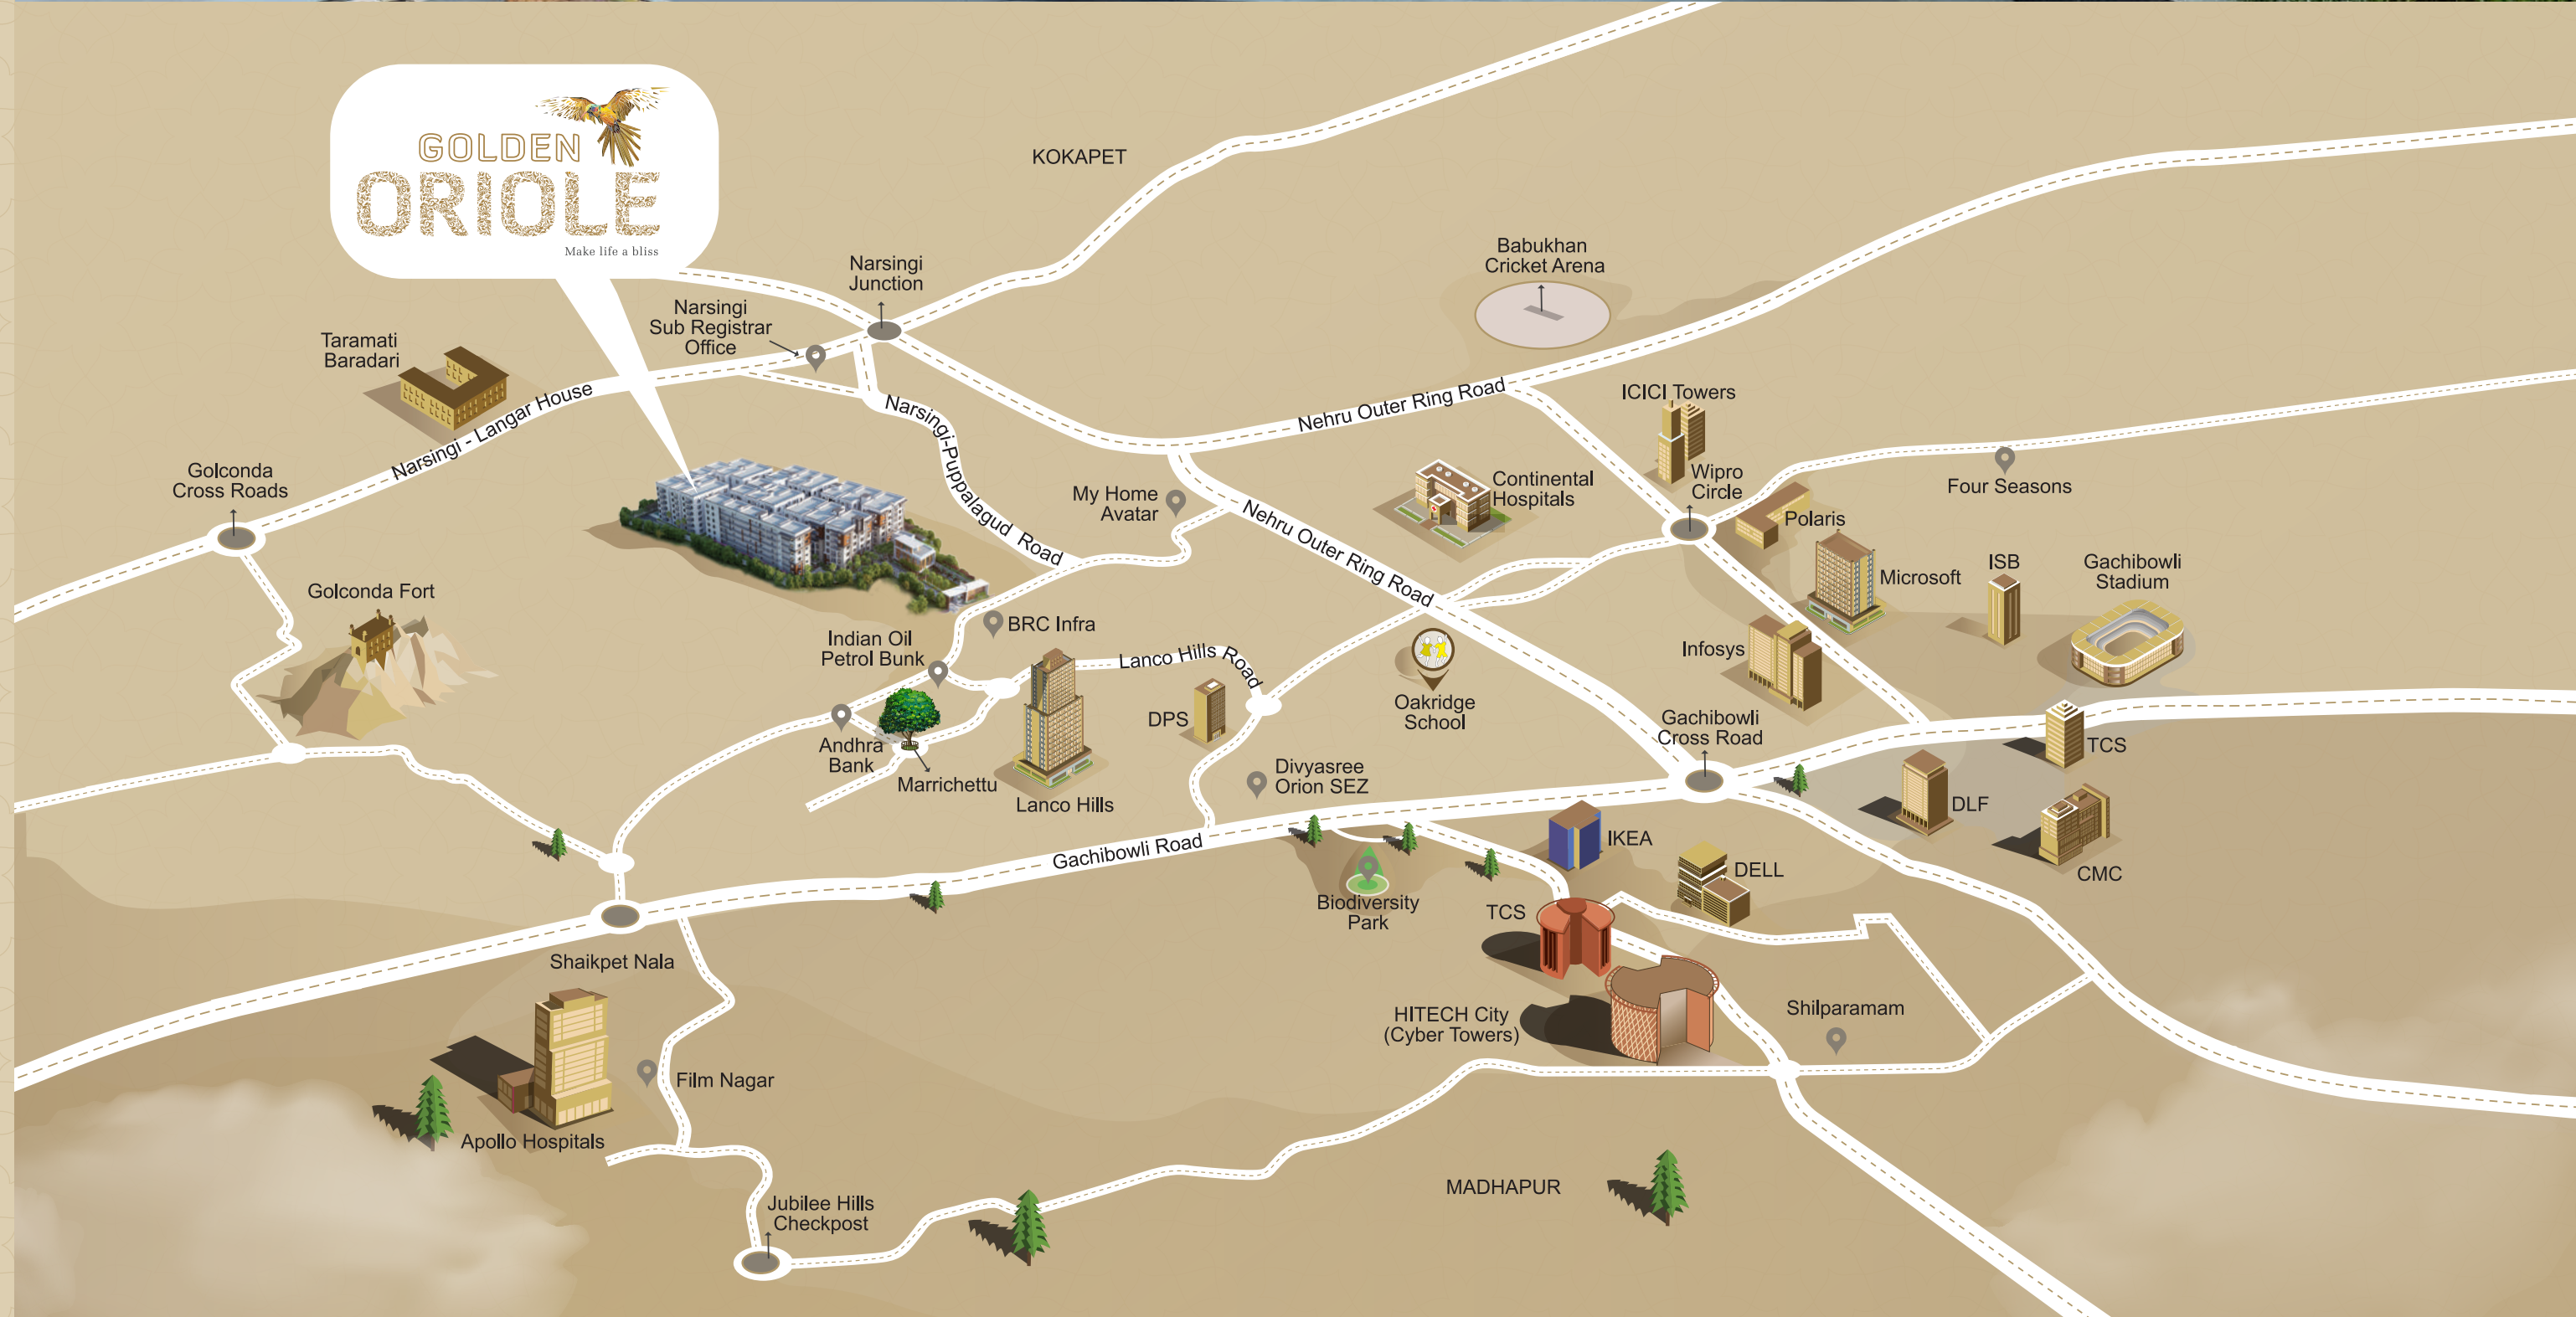 GOLDEN
ORIOLE
Make life a bliss
KOKAPET
Narsingi
Junction
Narsingi
Sub Registrar
Office
Taramati
Baradari
Narsingi - Langar House
Golconda
Cross Roads
Golconda Fort
Narsingi-Puppalagud Road
Babukhan
Cricket Arena
Nehru Outer Ring Road
ICICI Towers
Wipro
Circle
Continental
Hospitals
My Home
Avatar
Nehru Outer Ring Road
Four Seasons
Polaris
Microsoft
ISB
Gachibowli
Stadium
Infosys
BRC Infra
Indian Oil
Petrol Bunk
Lanco Hills Road
Oakridge
School
DPS
Gachibowli
Cross Road
TCS
Andhra
Bank
Marrichettu
Lanco Hills
Divyasree
Orion SEZ
DLF
CMC
Gachibowli Road
IKEA
DELL
Biodiversity
Park
TCS
Shaikpet Nala
HITECH City
(Cyber Towers)
Shilparamam
Film Nagar
Apollo Hospitals
Jubilee Hills
Checkpost
MADHAPUR